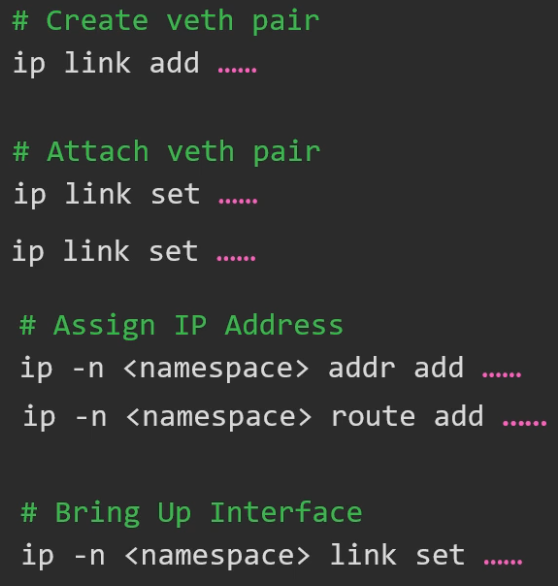 # Create veth pair
ip link add ……
# Attach veth pair
ip link set ……
ip link set ……
# Assign IP Address
ip -n <namespace> addr add ……
ip -n <namespace> route add ……
# Bring Up Interface
ip -n <namespace> link set ……